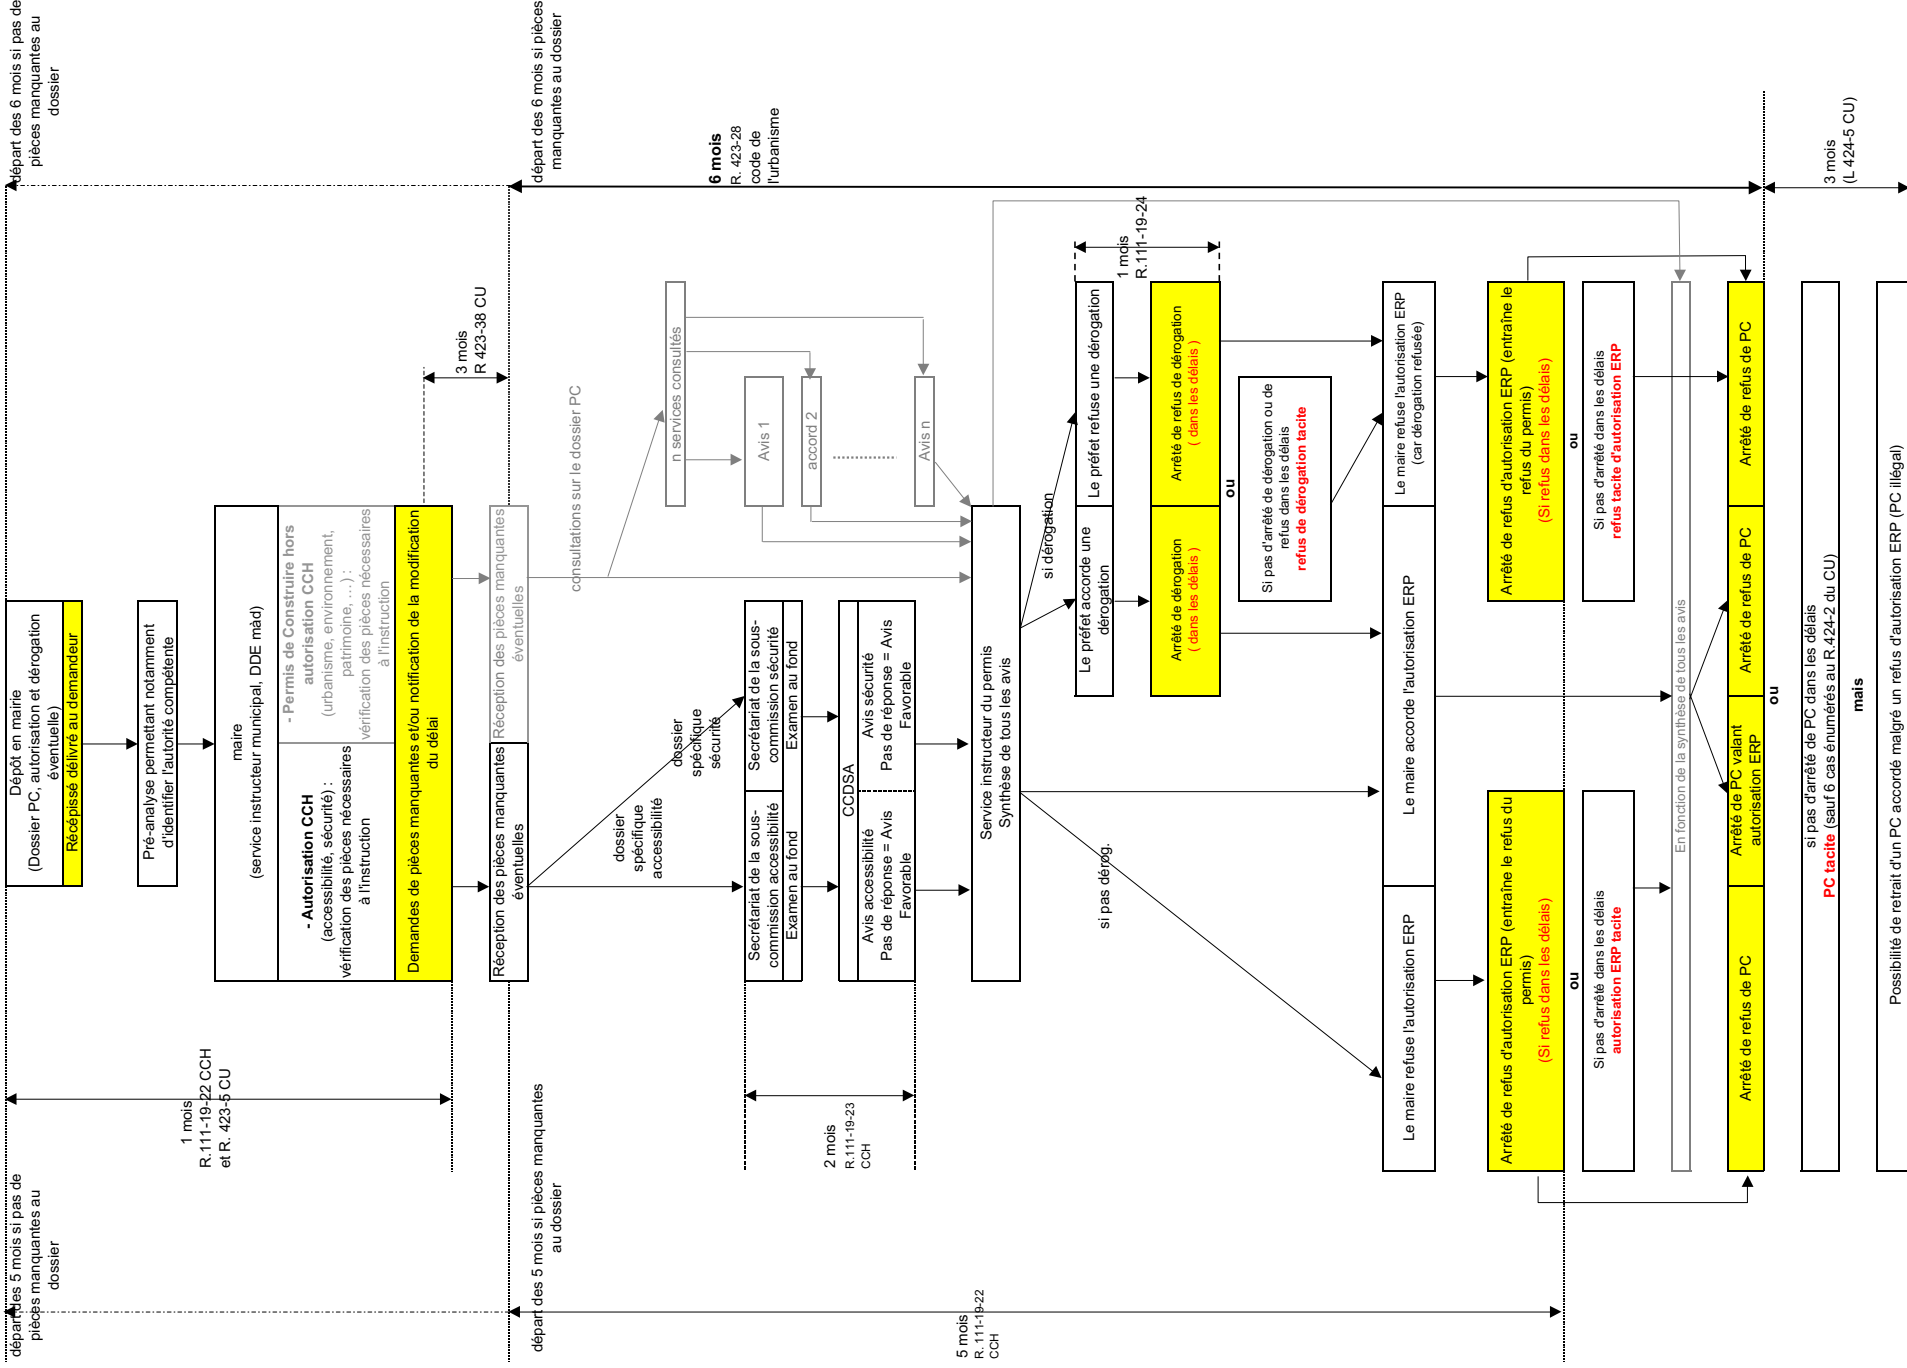 départ des 6 mois si pas de
pièces manquantes au
dossier
départ des 6 mois si pièces
manquantes au dossier
6 mois
R. 423-28
code de
l'urbanisme
3 mois
(L 424-5 CU)
3 mois
R 423-38 CU
1 mois
R.111-19-24
Dépôt en mairie
(Dossier PC, autorisation et dérogation
éventuelle)
Récépissé délivré au demandeur
Pré-analyse permettant notamment
d'identifier l'autorité compétente
maire
(service instructeur municipal, DDE màd)
- Autorisation CCH
(accessibilité, sécurité) :
vérification des pièces nécessaires
à l'instruction
- Permis de Construire hors
autorisation CCH
(urbanisme, environnement,
patrimoine, …) :
vérification des pièces nécessaires
à l'instruction
Demandes de pièces manquantes et/ou notification de la modification
du délai
Réception des pièces manquantes
éventuelles
Réception des pièces manquantes
éventuelles
consultations sur le dossier PC
n services consultés
Avis 1
accord 2
...............
Avis n
dossier
spécifique
accessibilité
dossier
spécifique
sécurité
Secrétariat de la sous-
commission accessibilité
Examen au fond
Secrétariat de la sous-
commission sécurité
Examen au fond
CCDSA
Avis accessibilité
Pas de réponse = Avis
Favorable
Avis sécurité
Pas de réponse = Avis
Favorable
Service instructeur du permis
Synthèse de tous les avis
si pas dérog.
si dérogation
Le préfet accorde une
dérogation
Le préfet refuse une dérogation
Arrêté de dérogation
( dans les délais )
Arrêté de refus de dérogation
( dans les délais )
ou
Si pas d'arrêté de dérogation ou de
refus dans les délais
refus de dérogation tacite
Le maire refuse l'autorisation ERP
Le maire accorde l'autorisation ERP
Le maire refuse l'autorisation ERP
(car dérogation refusée)
Arrêté de refus d'autorisation ERP (entraîne le refus du
permis)
(Si refus dans les délais)
Arrêté de refus d'autorisation ERP (entraîne le
refus du permis)
(Si refus dans les délais)
ou
ou
Si pas d'arrêté dans les délais
autorisation ERP tacite
Si pas d'arrêté dans les délais
refus tacite d'autorisation ERP
En fonction de la synthèse de tous les avis
Arrêté de refus de PC
Arrêté de PC valant
autorisation ERP
Arrêté de refus de PC
Arrêté de refus de PC
ou
si pas d'arrêté de PC dans les délais
PC tacite (sauf 6 cas énumérés au R.424-2 du CU)
mais
Possibilité de retrait d'un PC accordé malgré un refus d'autorisation ERP (PC illégal)
1 mois
R.111-19-22 CCH
et R. 423-5 CU
2 mois
R.111-19-23
CCH
départ des 5 mois si pas de
pièces manquantes au
dossier
départ des 5 mois si pièces manquantes
au dossier
5 mois
R. 111-19-22
CCH